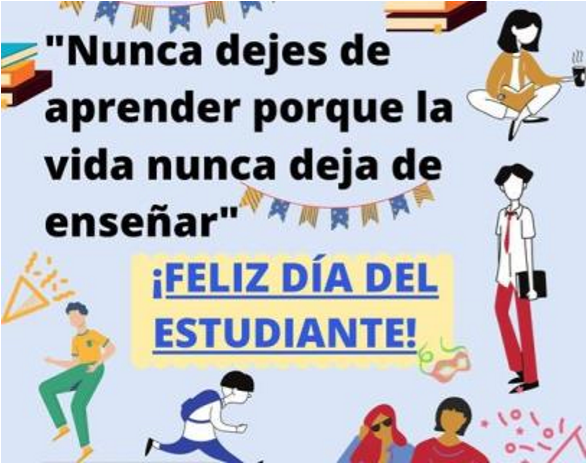 "Nunca dejes de
aprender porque la
vida nunca deja de
enseñar"
¡FELIZ DÍA DEL
ESTUDIANTE!